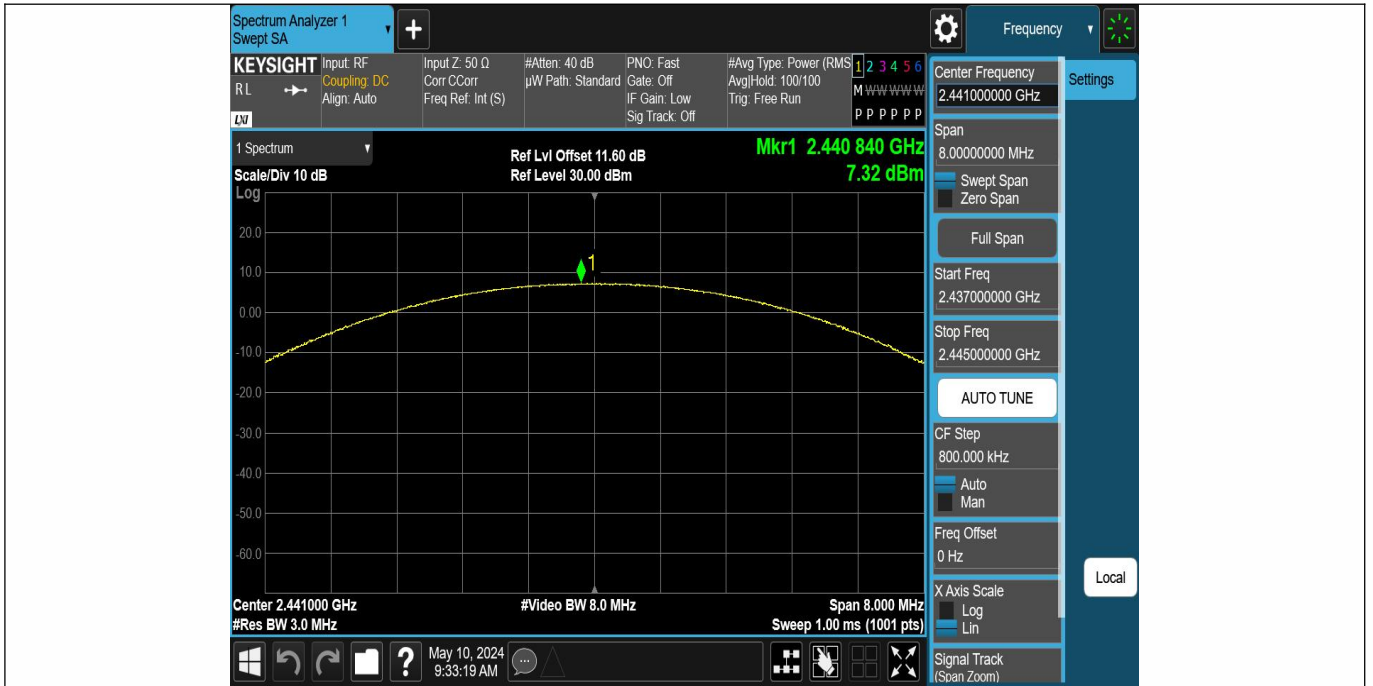 Spectrum Analyzer 1
Swept SA
+
Frequency
KEYSIGHT
RL
LXI
Input: RF
Coupling: DC
Align: Auto
Input Z: 50 Ω
Corr CCorr
Freq Ref: Int (S)
#Atten: 40 dB
µW Path: Standard
PNO: Fast
Gate: Off
IF Gain: Low
Sig Track: Off
#Avg Type: Power (RMS
Avg|Hold: 100/100
Trig: Free Run
1 2 3 4 5 6
M W W W W W
P P P P P P
1 Spectrum
Scale/Div 10 dB
Ref Lvl Offset 11.60 dB
Ref Level 30.00 dBm
Mkr1 2.440 840 GHz
7.32 dBm
Log
20.0
10.0
0.00
-10.0
-20.0
-30.0
-40.0
-50.0
-60.0
1
Center 2.441000 GHz
#Res BW 3.0 MHz
#Video BW 8.0 MHz
Span 8.000 MHz
Sweep 1.00 ms (1001 pts)
Center Frequency
2.441000000 GHz
Settings
Span
8.00000000 MHz
Swept Span
Zero Span
Full Span
Start Freq
2.437000000 GHz
Stop Freq
2.445000000 GHz
AUTO TUNE
CF Step
800.000 kHz
Auto
Man
Freq Offset
0 Hz
X Axis Scale
Log
Lin
Signal Track
(Span Zoom)
Local
?
May 10, 2024
9:33:19 AM